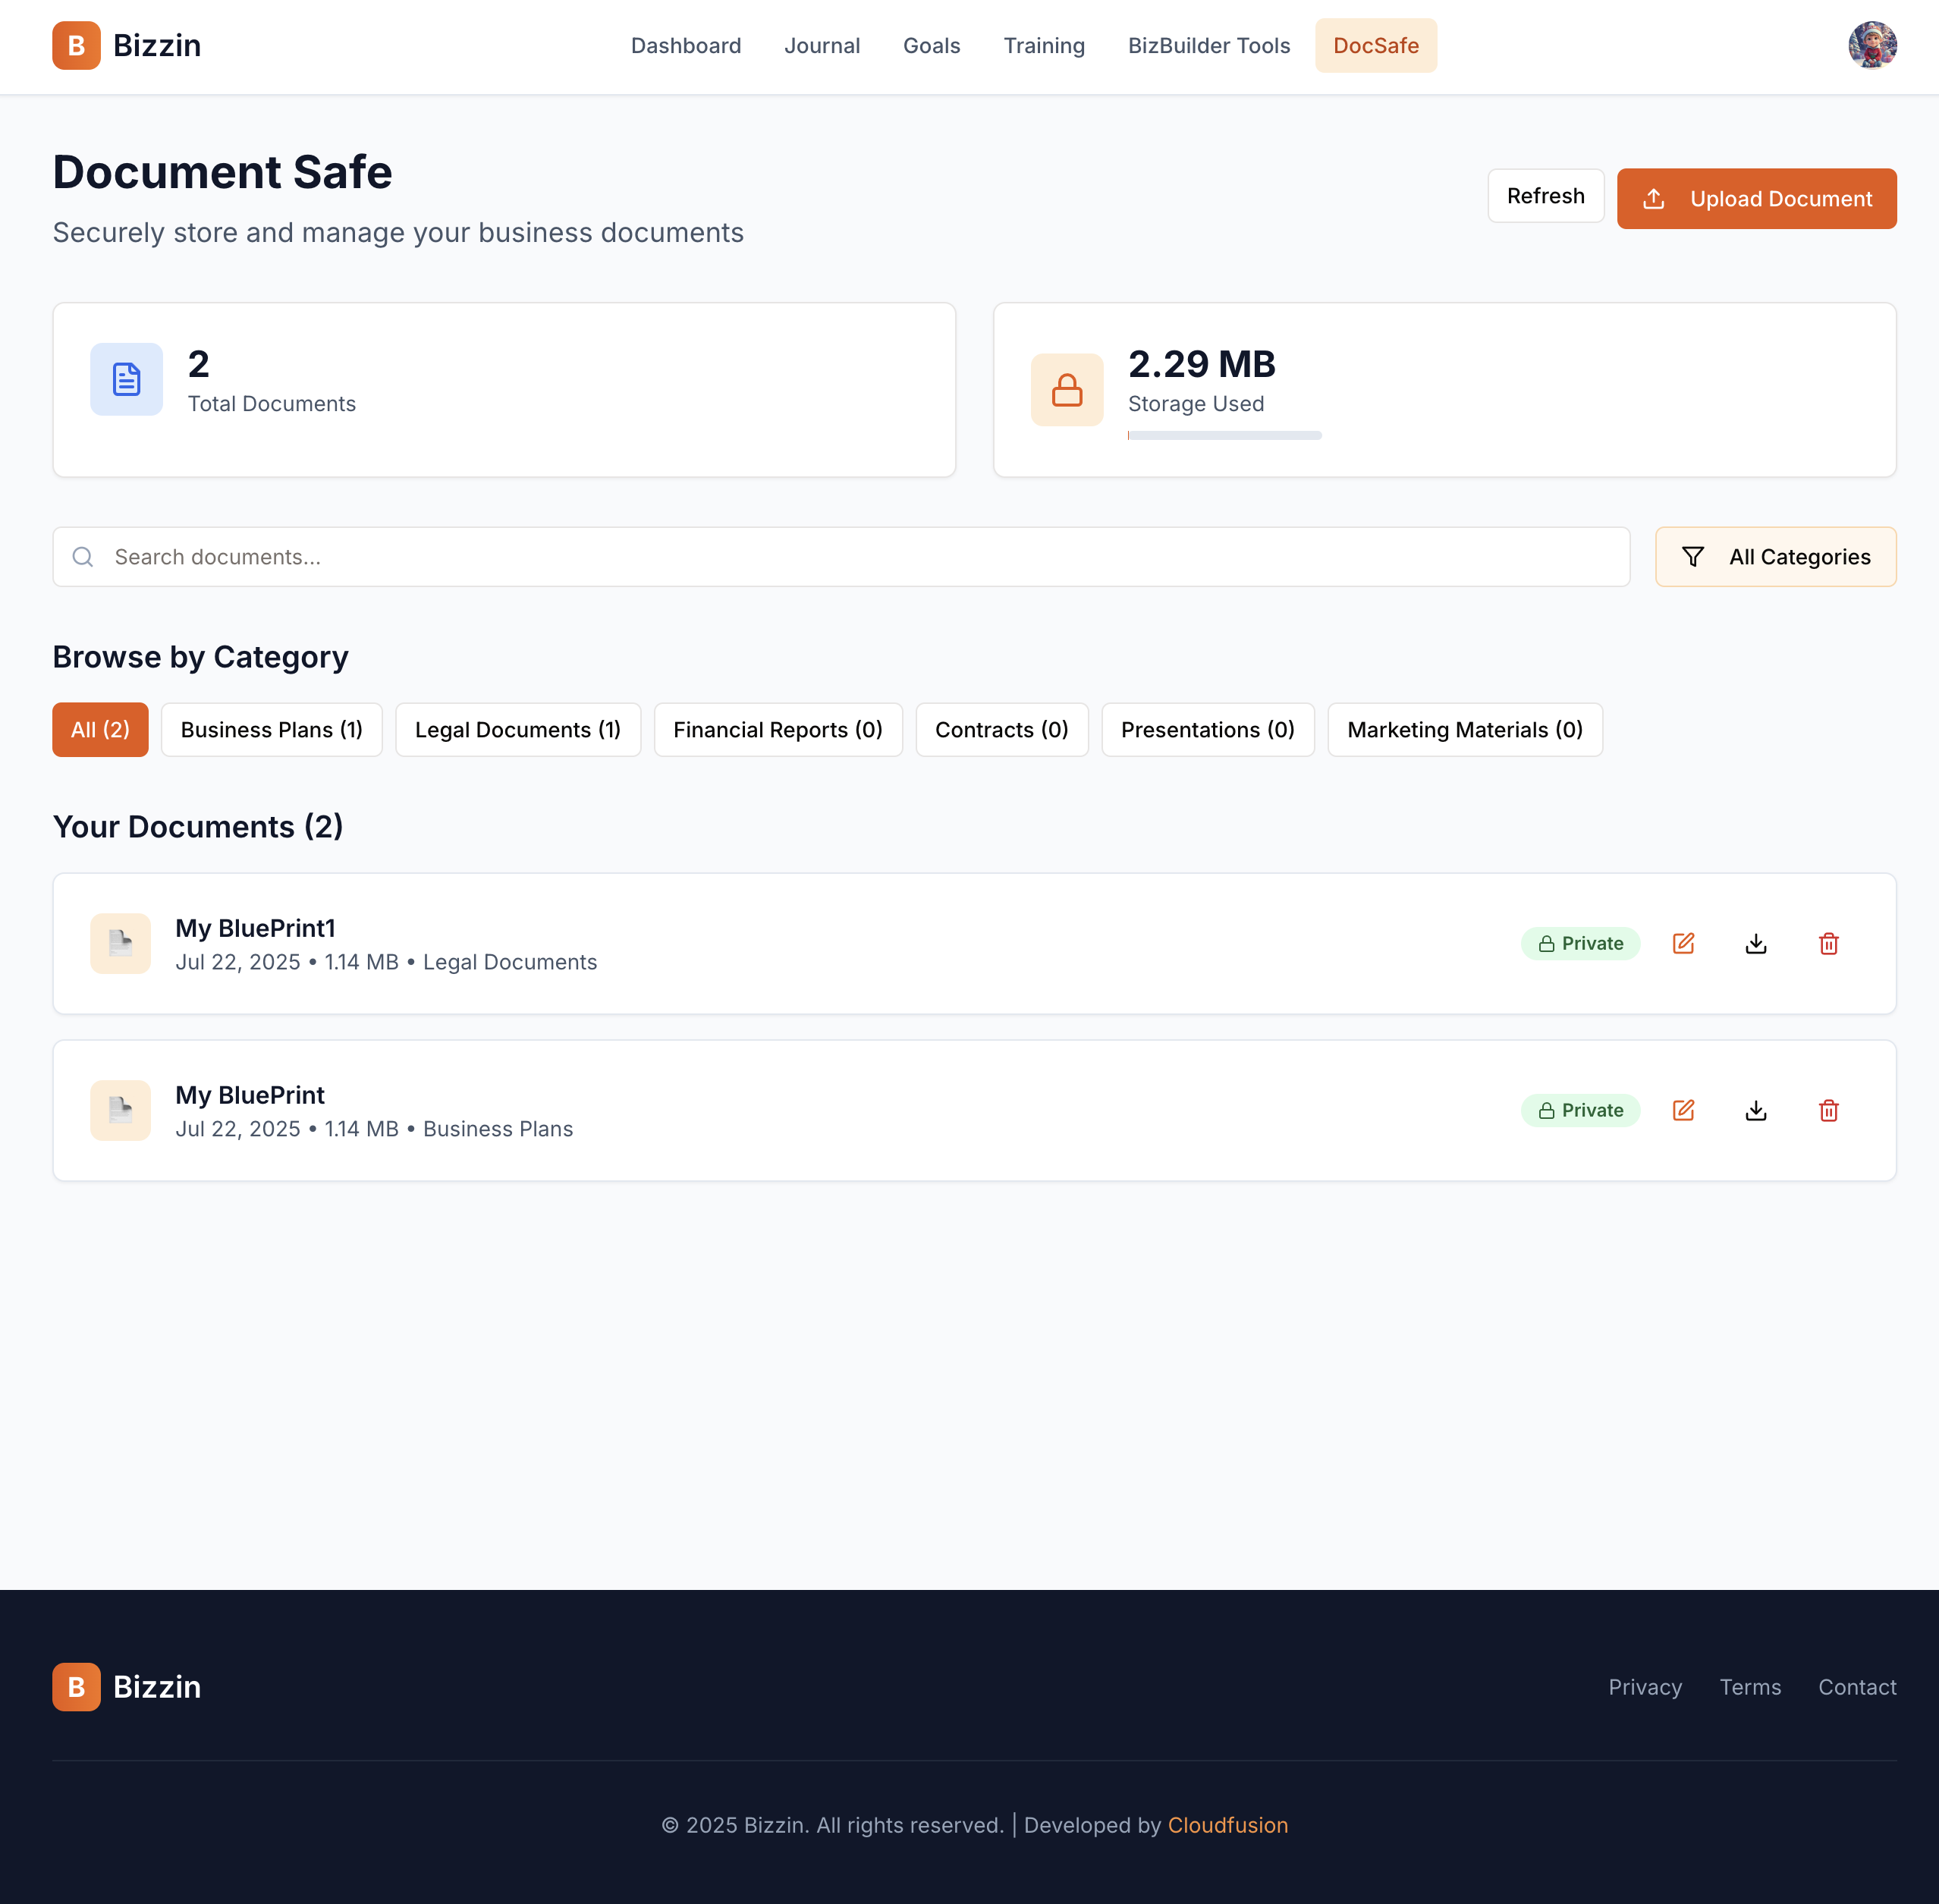 B Bizzin
Dashboard Journal Goals Training BizBuilder Tools DocSafe
Document Safe
Securely store and manage your business documents
Refresh
Upload Document
2
Total Documents
2.29 MB
Storage Used
Search documents...
All Categories
Browse by Category
All (2) Business Plans (1) Legal Documents (1) Financial Reports (0) Contracts (0) Presentations (0) Marketing Materials (0)
Your Documents (2)
My BluePrint1
Jul 22, 2025 • 1.14 MB • Legal Documents
Private
My BluePrint
Jul 22, 2025 • 1.14 MB • Business Plans
Private
B Bizzin
Privacy Terms Contact
© 2025 Bizzin. All rights reserved. | Developed by Cloudfusion